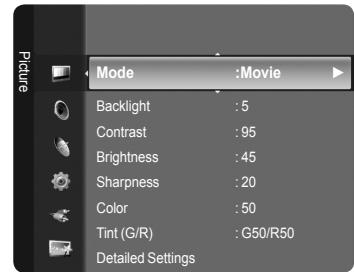 Picture
Mode :Movie
Backlight : 5
Contrast : 95
Brightness : 45
Sharpness : 20
Color : 50
Tint (G/R) : G50/R50
Detailed Settings